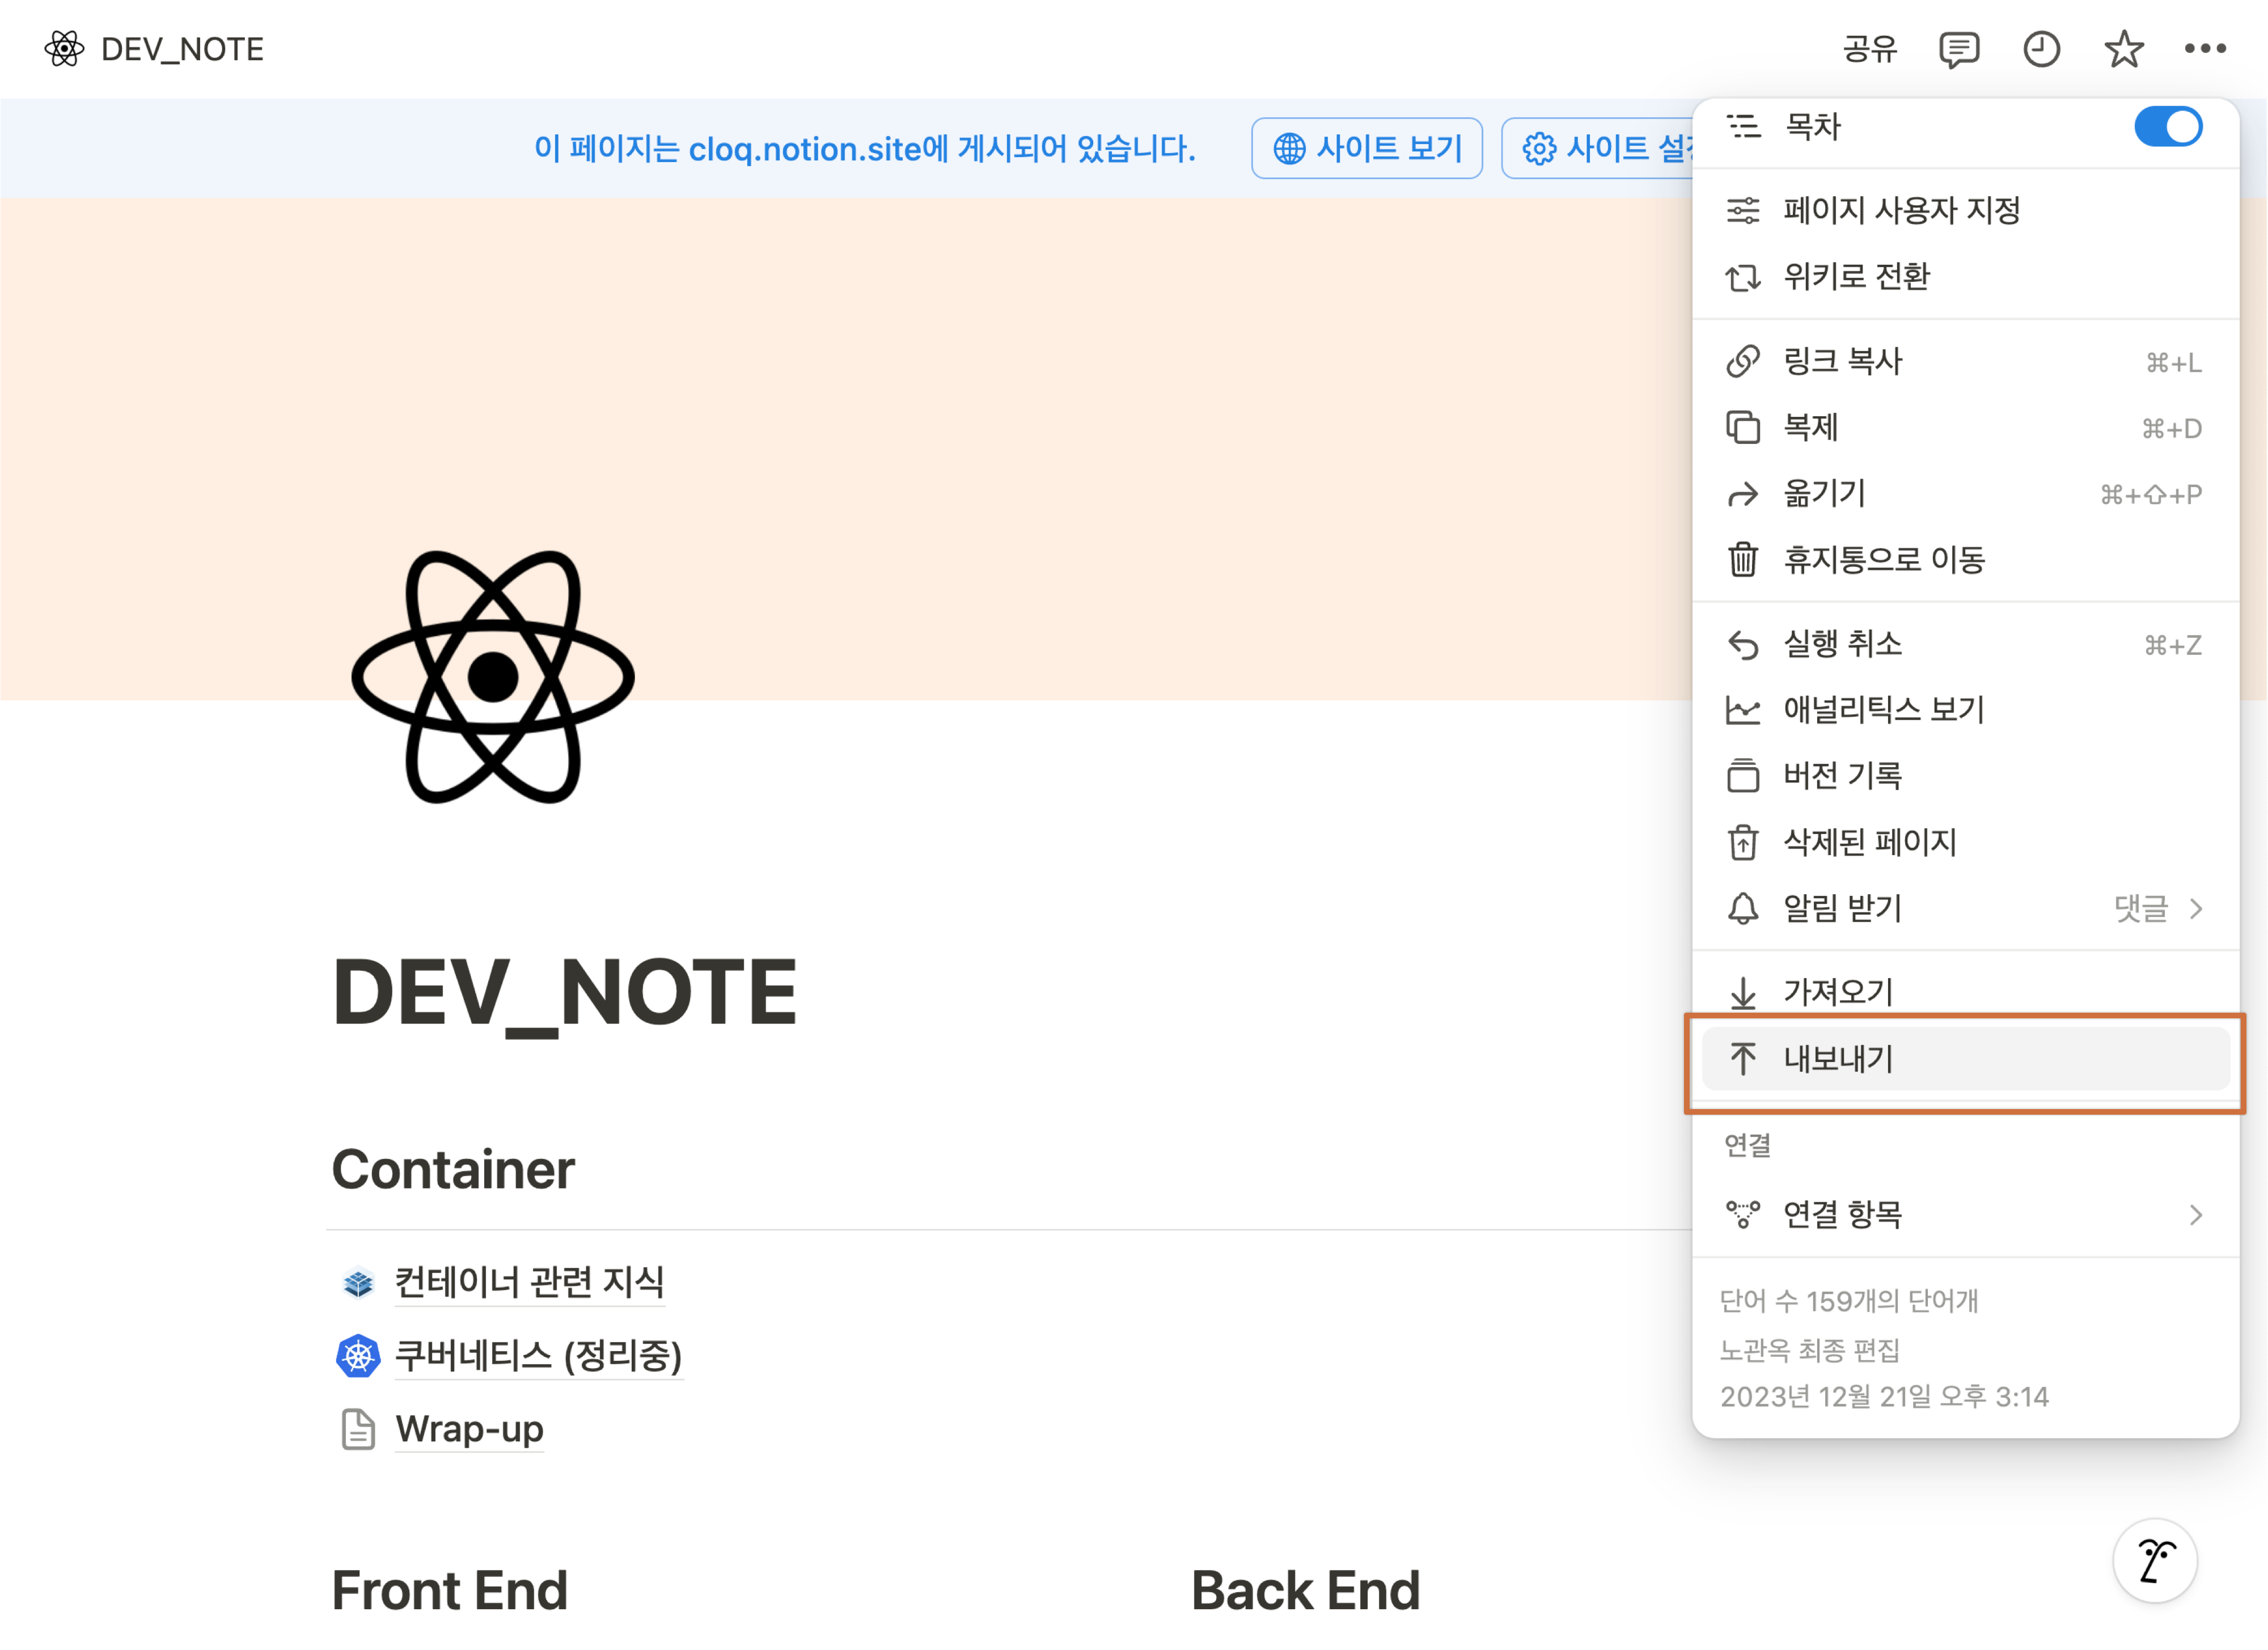 DEV_NOTE
공유
이 페이지는 cloq.notion.site에 게시되어 있습니다.
사이트 보기
사이트 설정
목차
페이지 사용자 지정
위키로 전환
링크 복사 ⌘+L
복제 ⌘+D
옮기기 ⌘+⇧+P
휴지통으로 이동
실행 취소 ⌘+Z
애널리틱스 보기
버전 기록
삭제된 페이지
알림 받기 댓글
가져오기
내보내기
연결
연결 항목
단어 수 159개의 단어개
노관옥 최종 편집
2023년 12월 21일 오후 3:14
DEV_NOTE
Container
컨테이너 관련 지식
쿠버네티스 (정리중)
Wrap-up
Front End
Back End